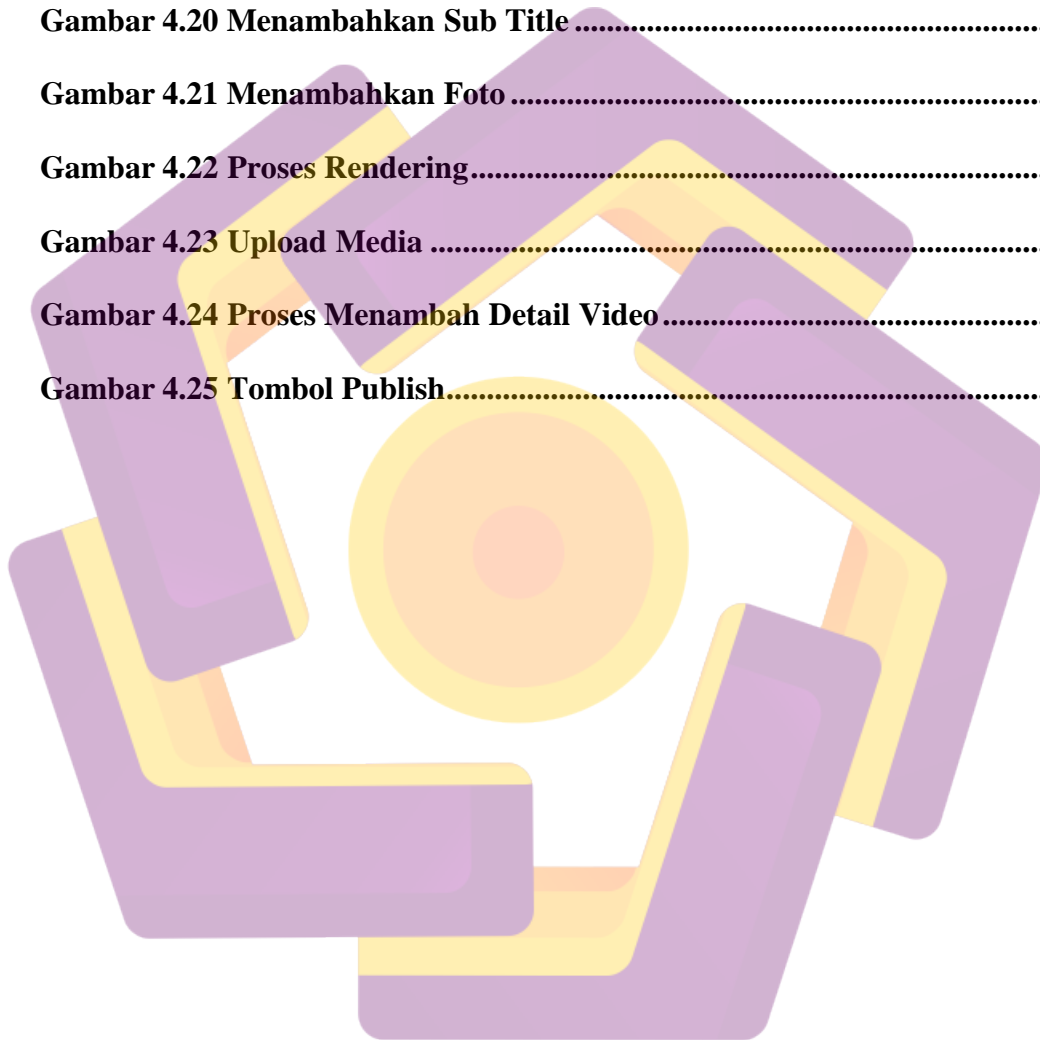 Gambar 4.20 Menambahkan Sub Title ............................................................
Gambar 4.21 Menambahkan Foto ....................................................................
Gambar 4.22 Proses Rendering.........................................................................
Gambar 4.23 Upload Media ..............................................................................
Gambar 4.24 Proses Menambah Detail Video.................................................
Gambar 4.25 Tombol Publish............................................................................